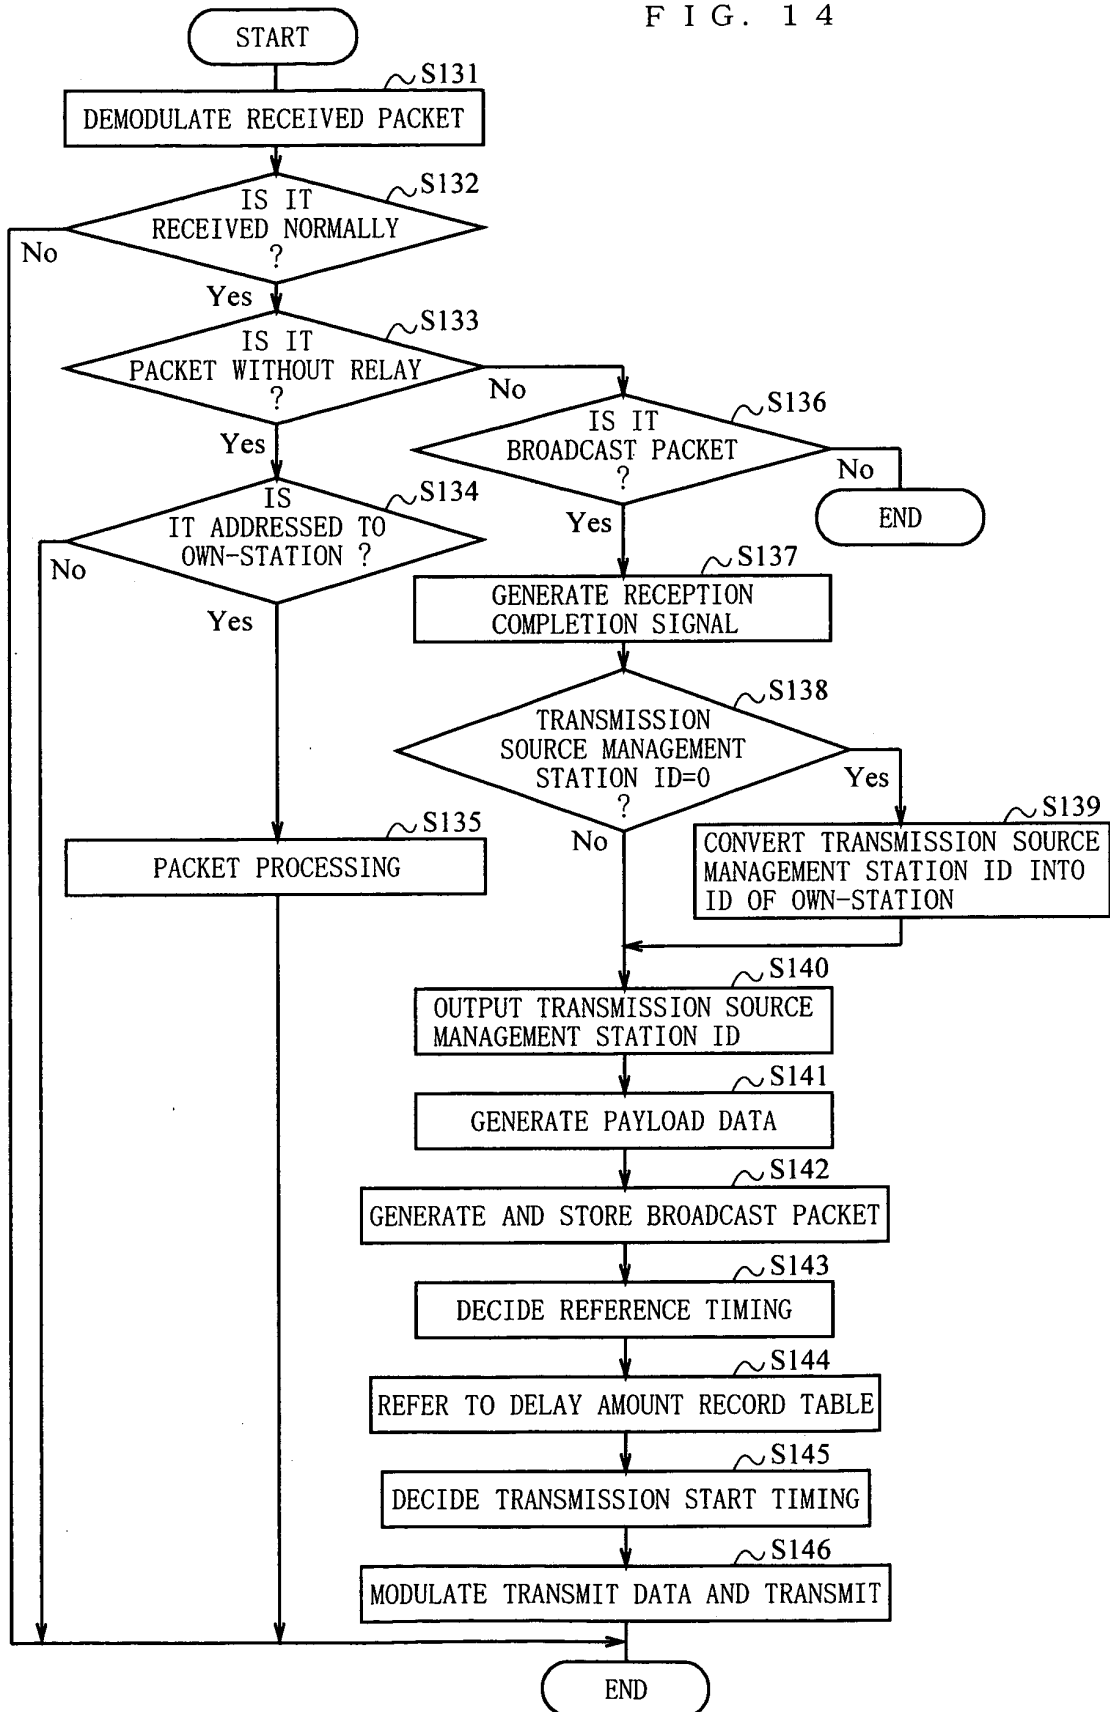 FIG. 14
START
S131
DEMODULATE RECEIVED PACKET
S132
IS IT
RECEIVED NORMALLY
?
No
Yes
S133
IS IT
PACKET WITHOUT RELAY
?
No
Yes
S136
IS IT
BROADCAST PACKET
?
No
END
Yes
S134
IS
IT ADDRESSED TO
OWN-STATION ?
No
Yes
S137
GENERATE RECEPTION
COMPLETION SIGNAL
S138
TRANSMISSION
SOURCE MANAGEMENT
STATION ID=0
?
Yes
No
S135
PACKET PROCESSING
S139
CONVERT TRANSMISSION SOURCE
MANAGEMENT STATION ID INTO
ID OF OWN-STATION
S140
OUTPUT TRANSMISSION SOURCE
MANAGEMENT STATION ID
S141
GENERATE PAYLOAD DATA
S142
GENERATE AND STORE BROADCAST PACKET
S143
DECIDE REFERENCE TIMING
S144
REFER TO DELAY AMOUNT RECORD TABLE
S145
DECIDE TRANSMISSION START TIMING
S146
MODULATE TRANSMIT DATA AND TRANSMIT
END